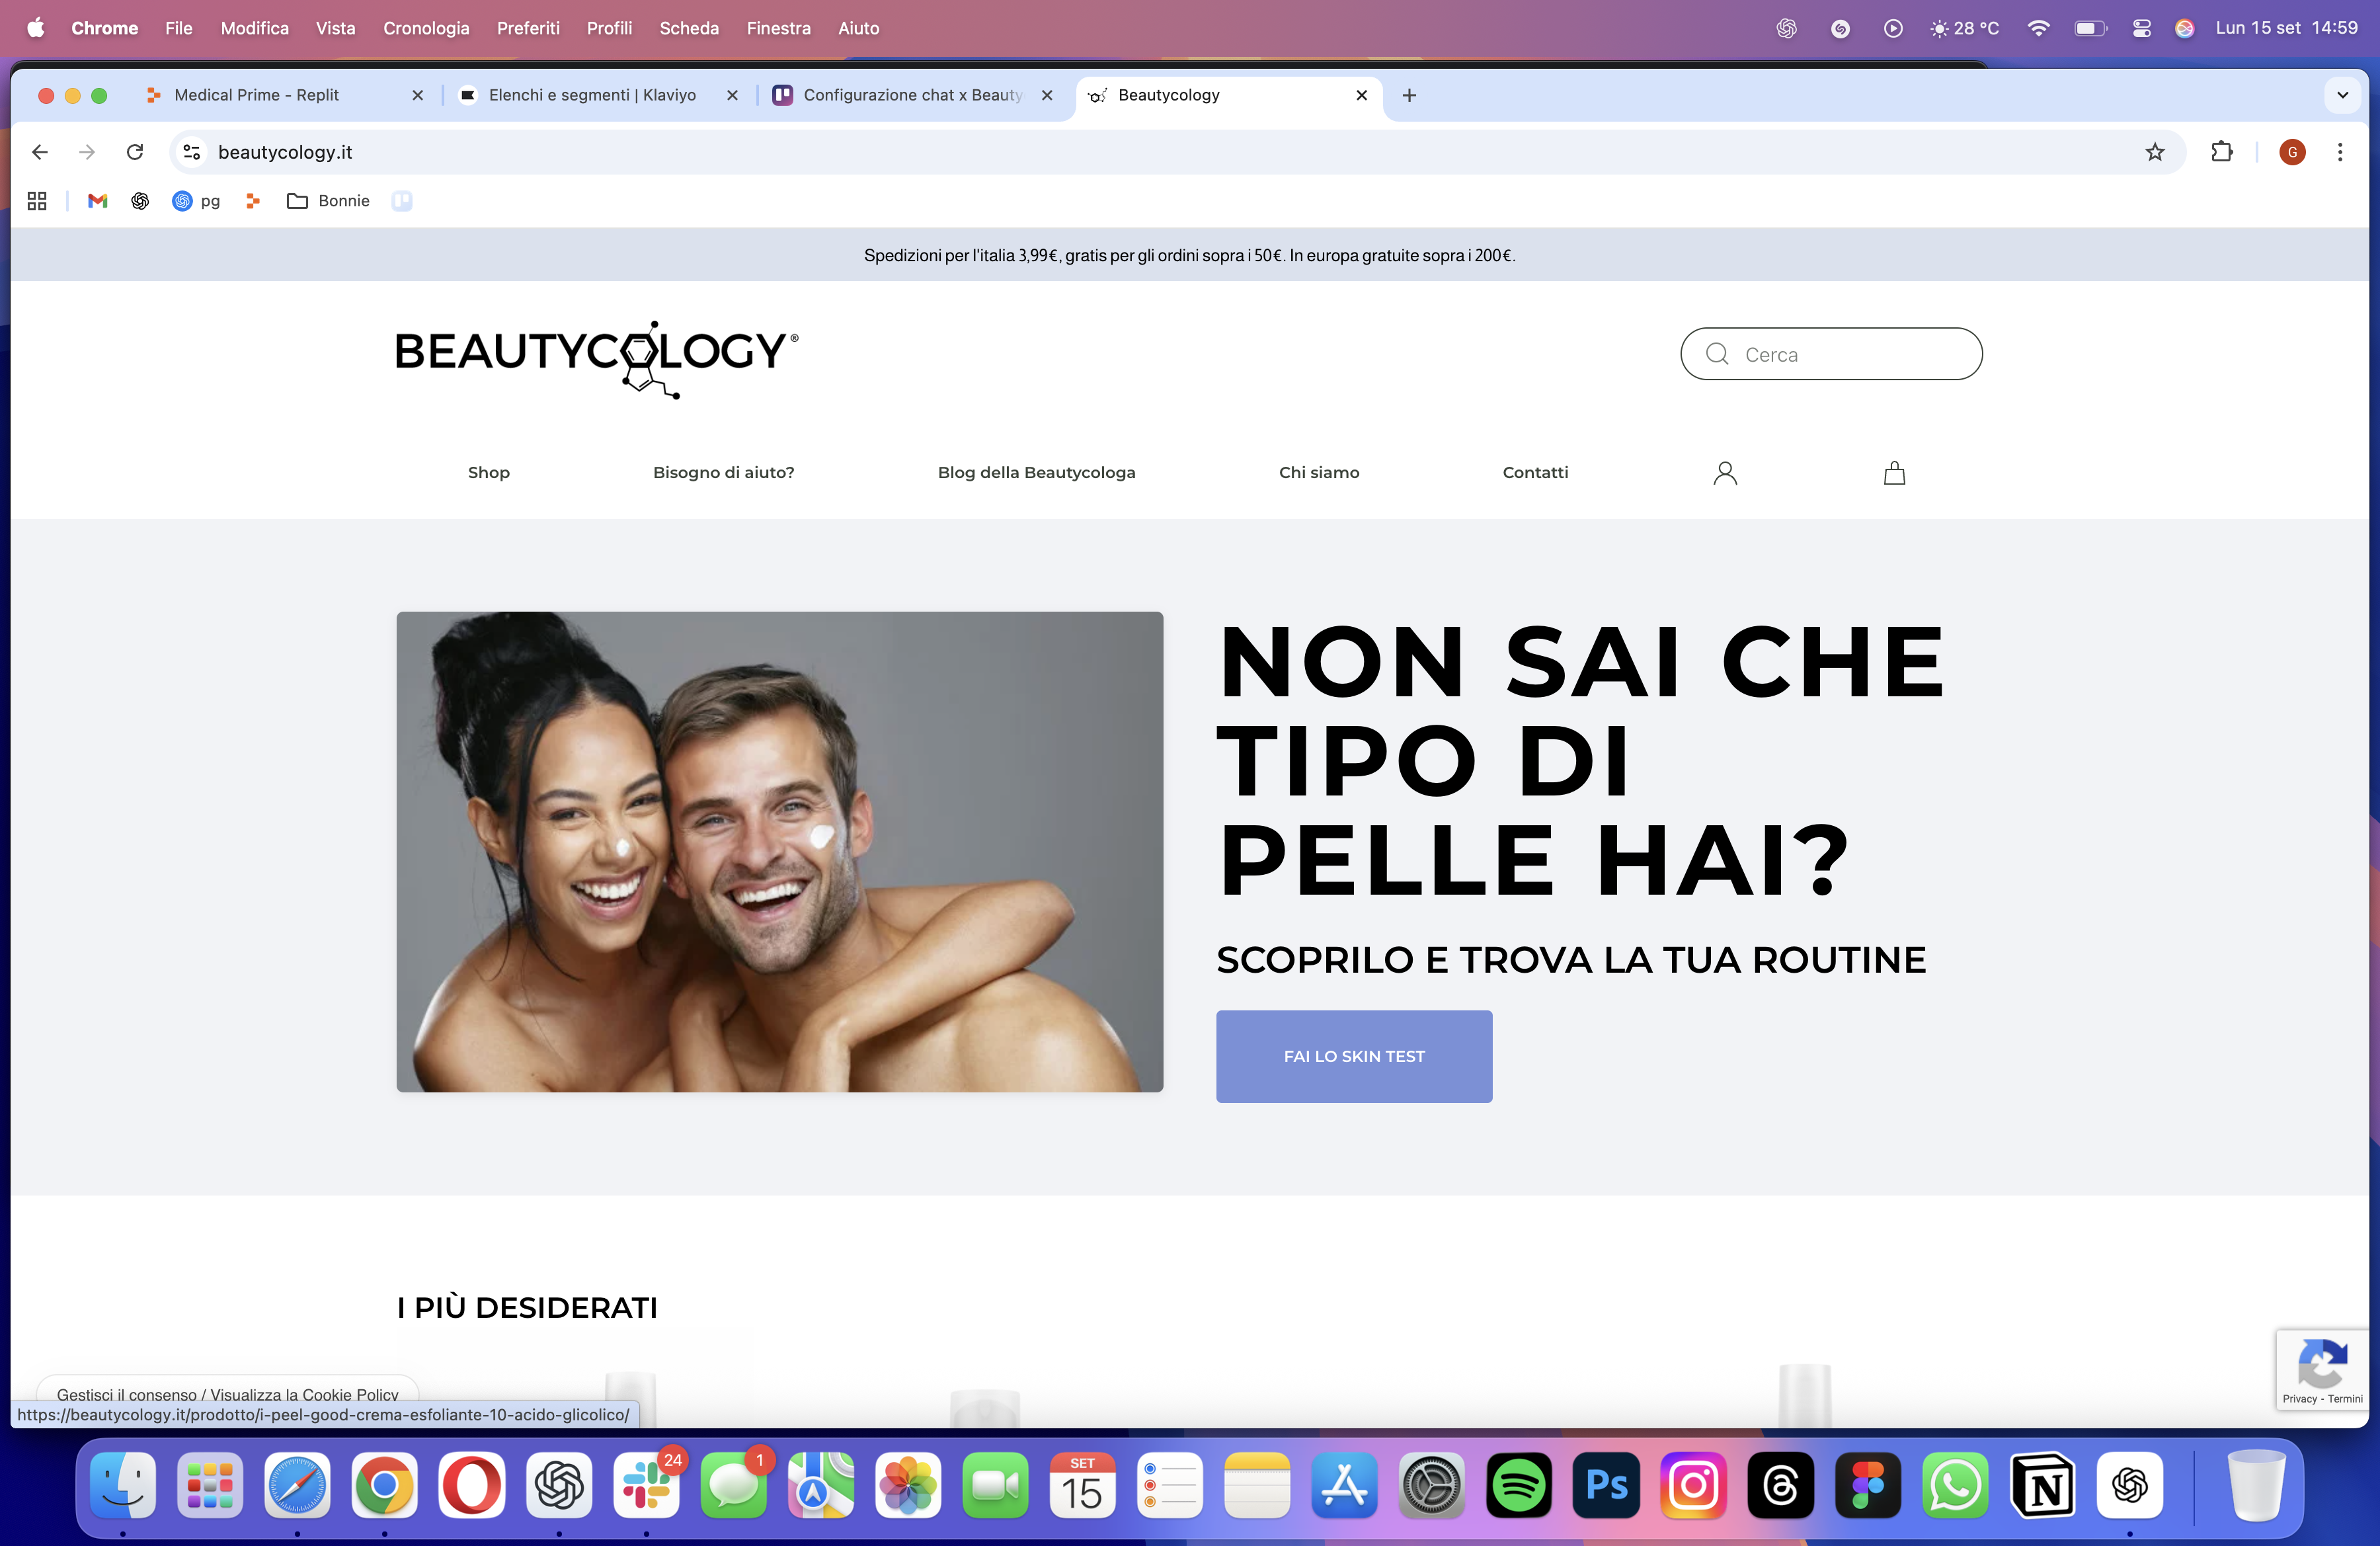 Chrome File Modifica Vista Cronologia Preferiti Profili Scheda Finestra Aiuto 28 °C Lun 15 set 14:59
Medical Prime - Replit Elenchi e segmenti | Klaviyo Configurazione chat x Beauty Beautycology
beautycology.it G
pg Bonnie
Spedizioni per l'italia 3,99€, gratis per gli ordini sopra i 50€. In europa gratuite sopra i 200€.
BEAUTYCOLOGY®
Cerca
Shop Bisogno di aiuto? Blog della Beautycologa Chi siamo Contatti
NON SAI CHE
TIPO DI
PELLE HAI?
SCOPRILO E TROVA LA TUA ROUTINE
FAI LO SKIN TEST
I PIÙ DESIDERATI
Gestisci il consenso / Visualizza la Cookie Policy
Privacy - Termini
https://beautycology.it/prodotto/i-peel-good-crema-esfoliante-10-acido-glicolico/
24 1
SET
15
Ps
N